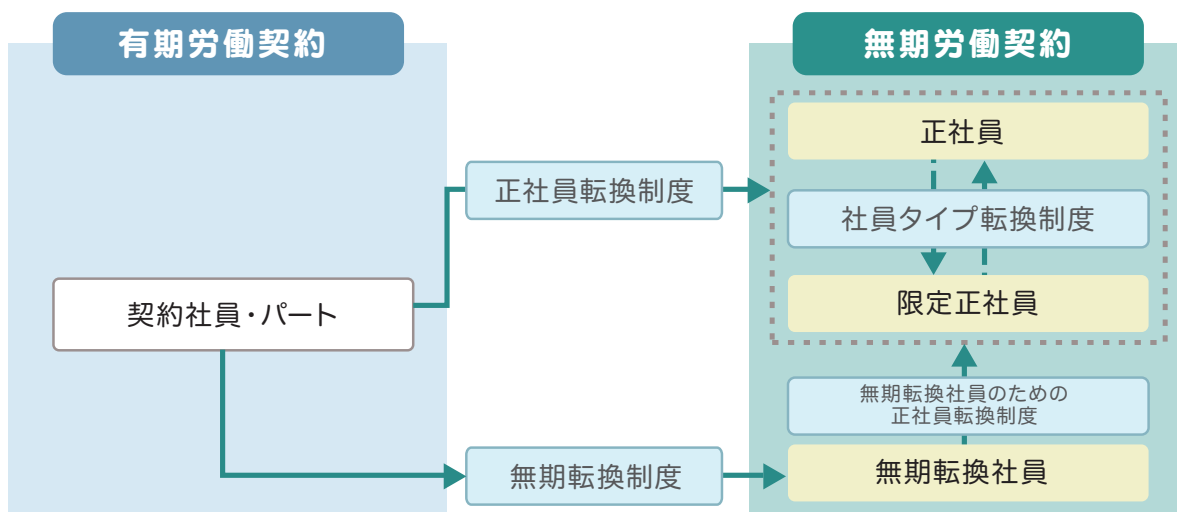 有期労働契約
無期労働契約
正社員
正社員転換制度
社員タイプ転換制度
契約社員・パート
限定正社員
無期転換社員のための
正社員転換制度
無期転換制度
無期転換社員